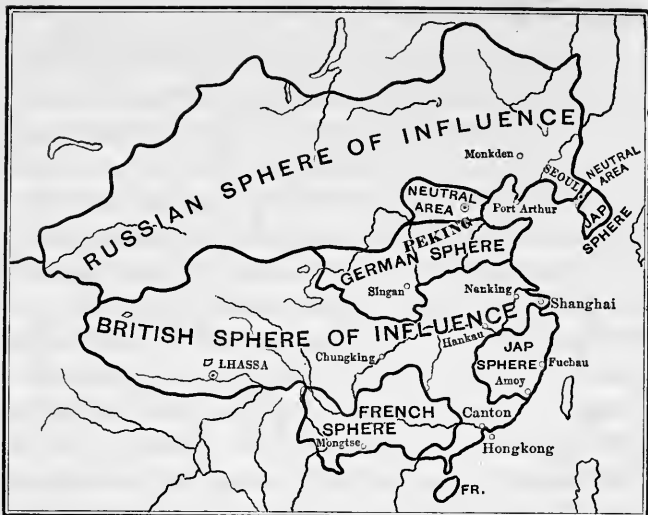 RUSSIAN SPHERE OF INFLUENCE
Monkden
NEUTRAL
AREA
SEOUL
NEUTRAL
AREA
Port Arthur
JAP
SPHERE
PEKING
GERMAN SPHERE
Singan
Nanking
Shanghai
BRITISH SPHERE OF INFLUENCE
Hankau
Chungking
LHASSA
JAP
SPHERE
Fuchau
Amoy
FRENCH
SPHERE
Mongtse
Canton
Hongkong
FR.